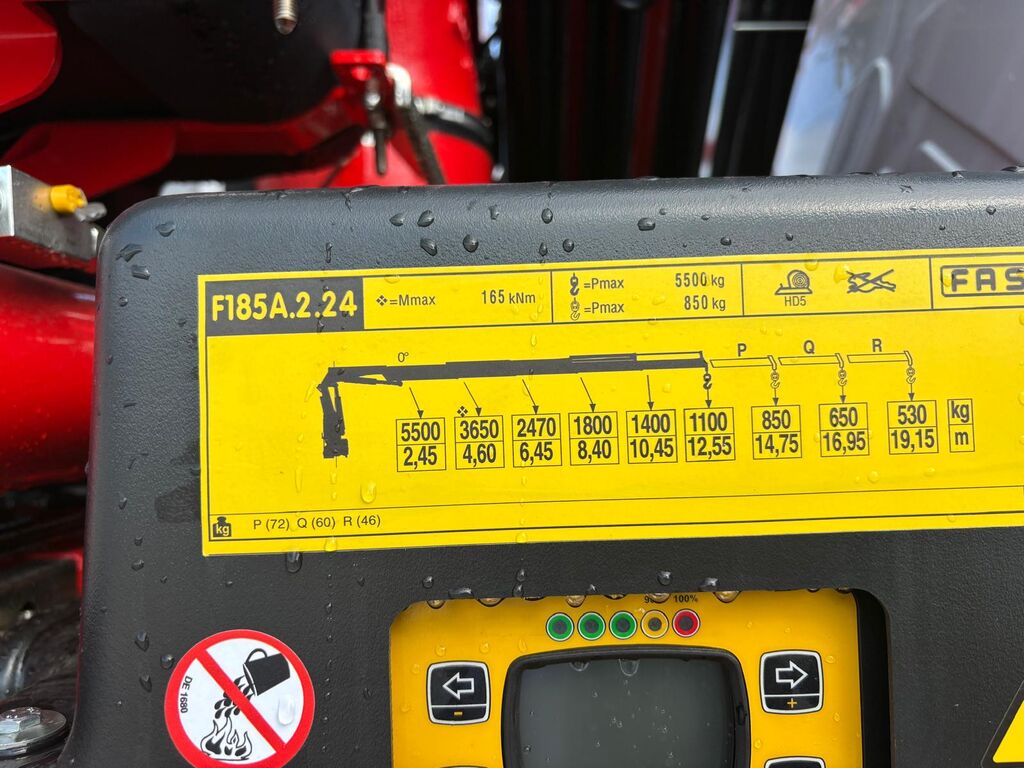 F185A.2.24
❖=Mmax 165 kNm
=Pmax 5500 kg
=Pmax 850 kg
HD5
FAS
0° P Q R
❖
5500 3650 2470 1800 1400 1100 850 650 530 kg
2,45 4,60 6,45 8,40 10,45 12,55 14,75 16,95 19,15 m
kg P (72) Q (60) R (46)
100%
DE 1680
- +